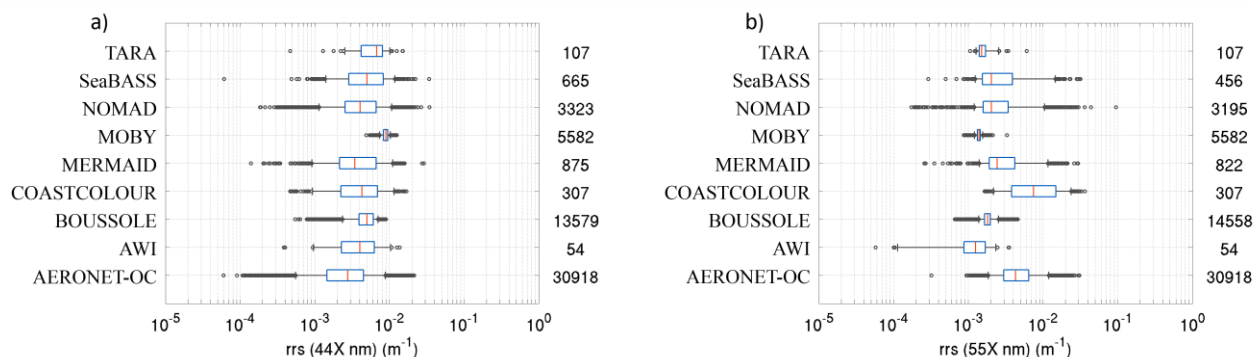 a)
TARA 107
SeaBASS 665
NOMAD 3323
MOBY 5582
MERMAID 875
COASTCOLOUR 307
BOUSSOLE 13579
AWI 54
AERONET-OC 30918
10^-5 10^-4 10^-3 10^-2 10^-1 10^0
rrs (44X nm) (m^-1)
b)
TARA 107
SeaBASS 456
NOMAD 3195
MOBY 5582
MERMAID 822
COASTCOLOUR 307
BOUSSOLE 14558
AWI 54
AERONET-OC 30918
10^-5 10^-4 10^-3 10^-2 10^-1 10^0
rrs (55X nm) (m^-1)